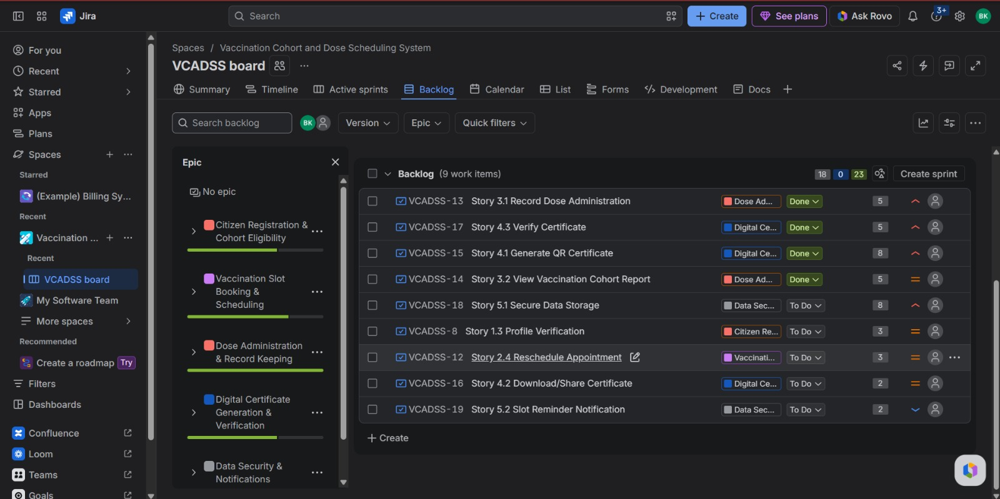 Jira
Search
Create
See plans
Ask Rovo
3+
BK
For you
Recent
Starred
Apps
Plans
Spaces
Starred
(Example) Billing Sy...
Recent
Vaccination ...
Recent
VCADSS board
My Software Team
More spaces
Recommended
Create a roadmap Try
Filters
Dashboards
Confluence
Loom
Teams
Goals
Spaces / Vaccination Cohort and Dose Scheduling System
VCADSS board
Summary Timeline Active sprints Backlog Calendar List Forms Development Docs
Search backlog BK Version Epic Quick filters
Epic
No epic
Citizen Registration &
Cohort Eligibility
Vaccination Slot
Booking &
Scheduling
Dose Administration
& Record Keeping
Digital Certificate
Generation &
Verification
Data Security &
Notifications
Backlog (9 work items) 18 0 23 Create sprint
VCADSS-13 Story 3.1 Record Dose Administration Dose Ad... Done 5
VCADSS-17 Story 4.3 Verify Certificate Digital Ce... Done 5
VCADSS-15 Story 4.1 Generate QR Certificate Digital Ce... Done 8
VCADSS-14 Story 3.2 View Vaccination Cohort Report Dose Ad... Done 5
VCADSS-18 Story 5.1 Secure Data Storage Data Sec... To Do 8
VCADSS-8 Story 1.3 Profile Verification Citizen Re... To Do 3
VCADSS-12 Story 2.4 Reschedule Appointment Vaccinati... To Do 3
VCADSS-16 Story 4.2 Download/Share Certificate Digital Ce... To Do 2
VCADSS-19 Story 5.2 Slot Reminder Notification Data Sec... To Do 2
Create